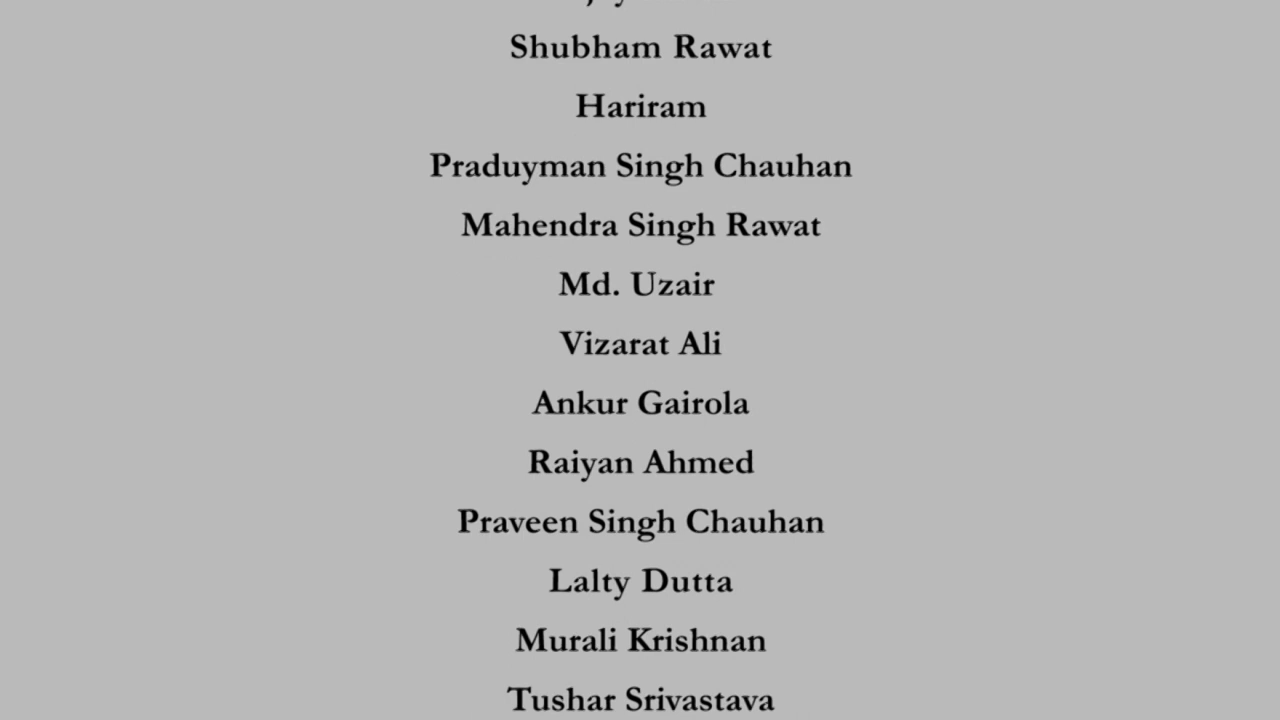 Shubham Rawat
Hariram
Praduyman Singh Chauhan
Mahendra Singh Rawat
Md. Uzair
Vizarat Ali
Ankur Gairola
Raiyan Ahmed
Praveen Singh Chauhan
Lalty Dutta
Murali Krishnan
Tushar Srivastava